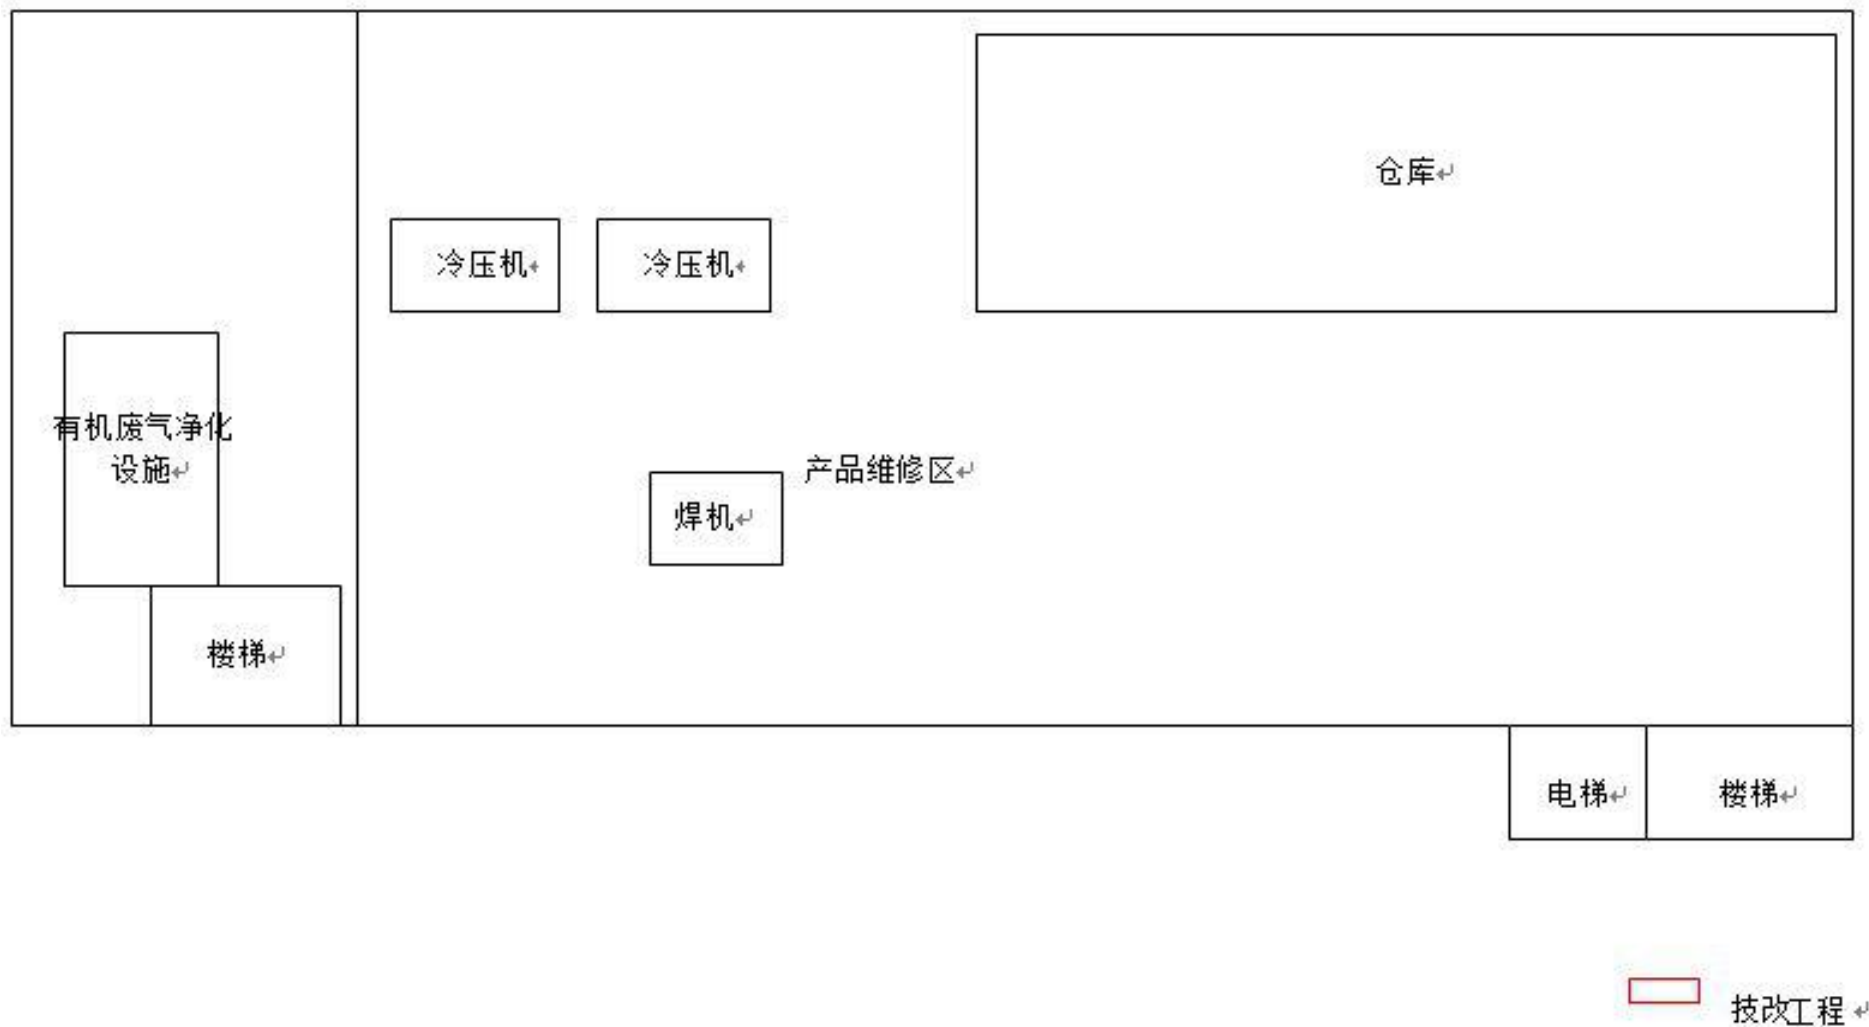 仓库
冷压机
冷压机
有机废气净化
设施
产品维修区
焊机
楼梯
电梯
楼梯
技改工程